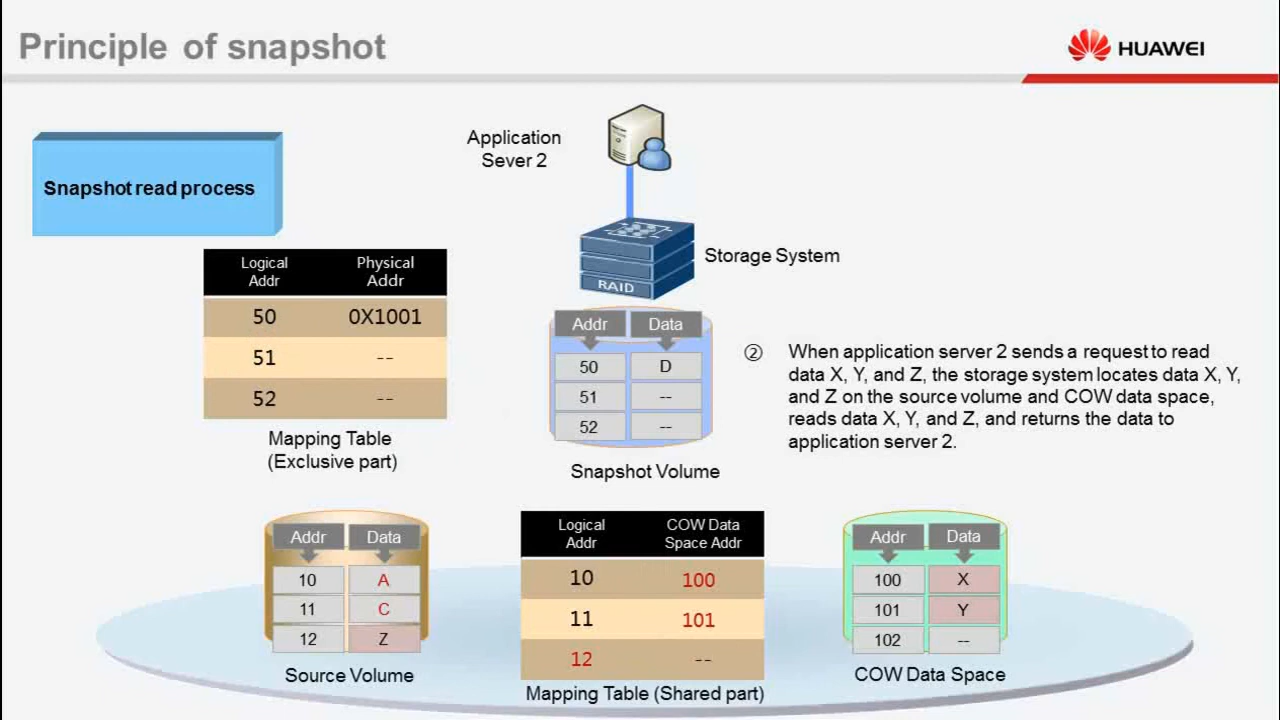 Principle of snapshot
HUAWEI
Application
Sever 2
Snapshot read process
Storage System
RAID
Logical Addr Physical Addr
50 0X1001
51 --
52 --
Mapping Table
(Exclusive part)
Addr Data
50 D
51 --
52 --
Snapshot Volume
② When application server 2 sends a request to read
data X, Y, and Z, the storage system locates data X, Y,
and Z on the source volume and COW data space,
reads data X, Y, and Z, and returns the data to
application server 2.
Addr Data
10 A
11 C
12 Z
Source Volume
Logical Addr COW Data Space Addr
10 100
11 101
12 --
Mapping Table (Shared part)
Addr Data
100 X
101 Y
102 --
COW Data Space